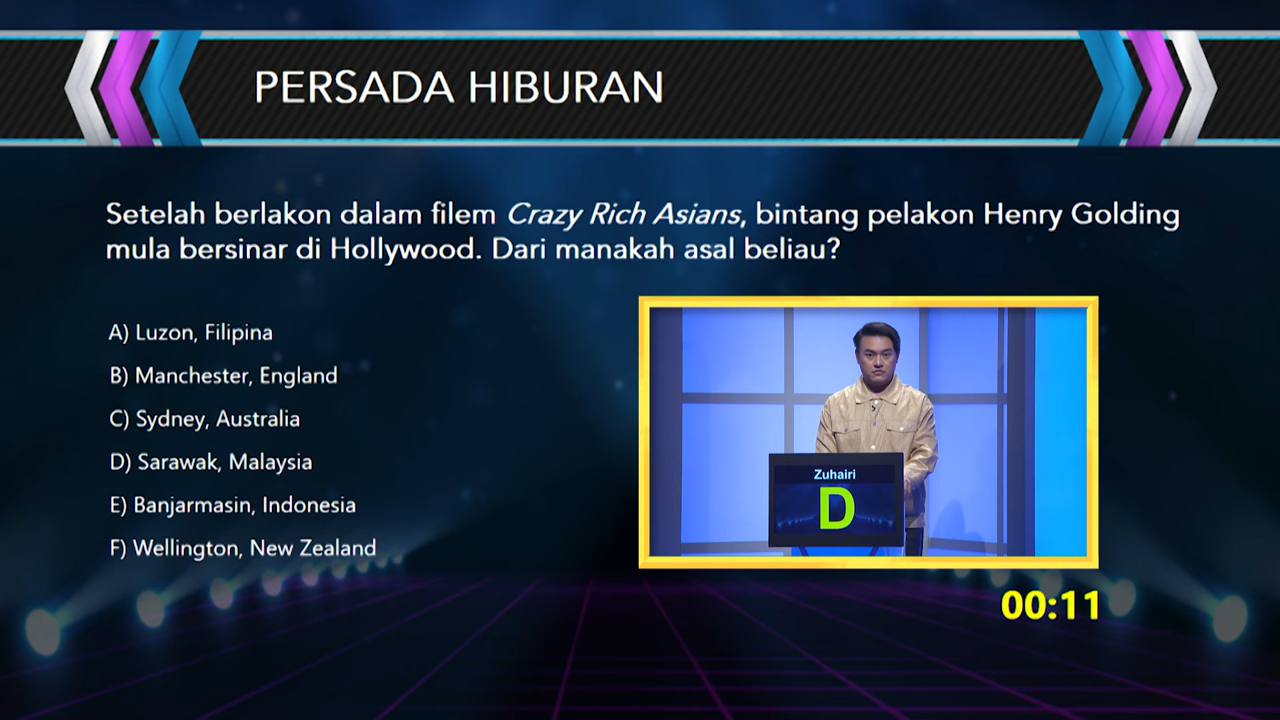 PERSADA HIBURAN
Setelah berlakon dalam filem Crazy Rich Asians, bintang pelakon Henry Golding
mula bersinar di Hollywood. Dari manakah asal beliau?
A) Luzon, Filipina
B) Manchester, England
C) Sydney, Australia
D) Sarawak, Malaysia
E) Banjarmasin, Indonesia
F) Wellington, New Zealand
Zuhairi
D
00:11